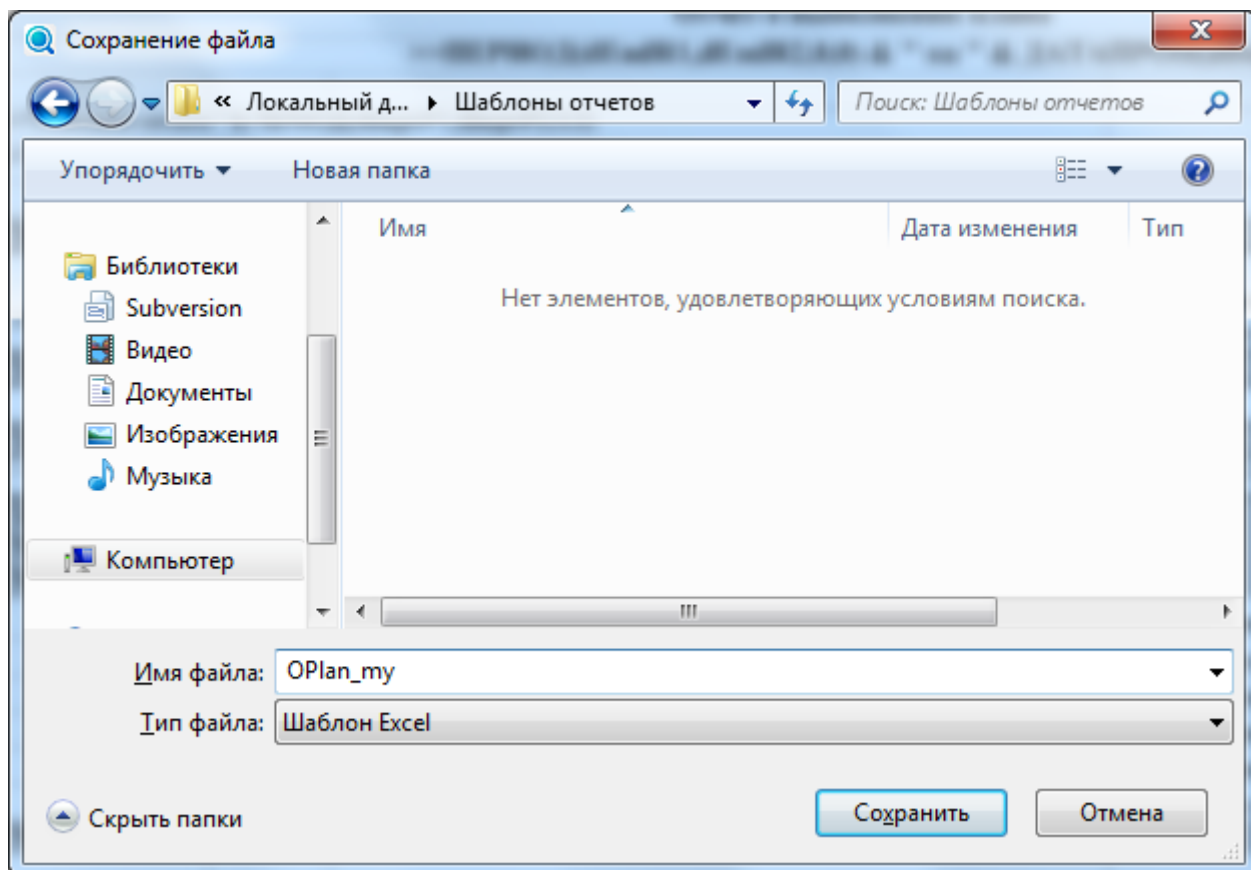 Сохранение файла
« Локальный д... Шаблоны отчетов Поиск: Шаблоны отчетов
Упорядочить Новая папка
Имя Дата изменения Тип
Нет элементов, удовлетворяющих условиям поиска.
Библиотеки
Subversion
Видео
Документы
Изображения
Музыка
Компьютер
Имя файла: OPlan_my
Тип файла: Шаблон Excel
Скрыть папки Сохранить Отмена